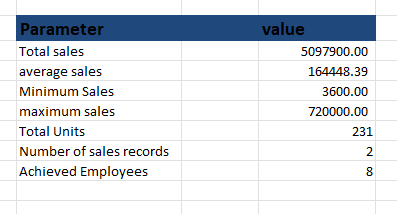 Parameter value
Total sales 5097900.00
average sales 164448.39
Minimum Sales 3600.00
maximum sales 720000.00
Total Units 231
Number of sales records 2
Achieved Employees 8